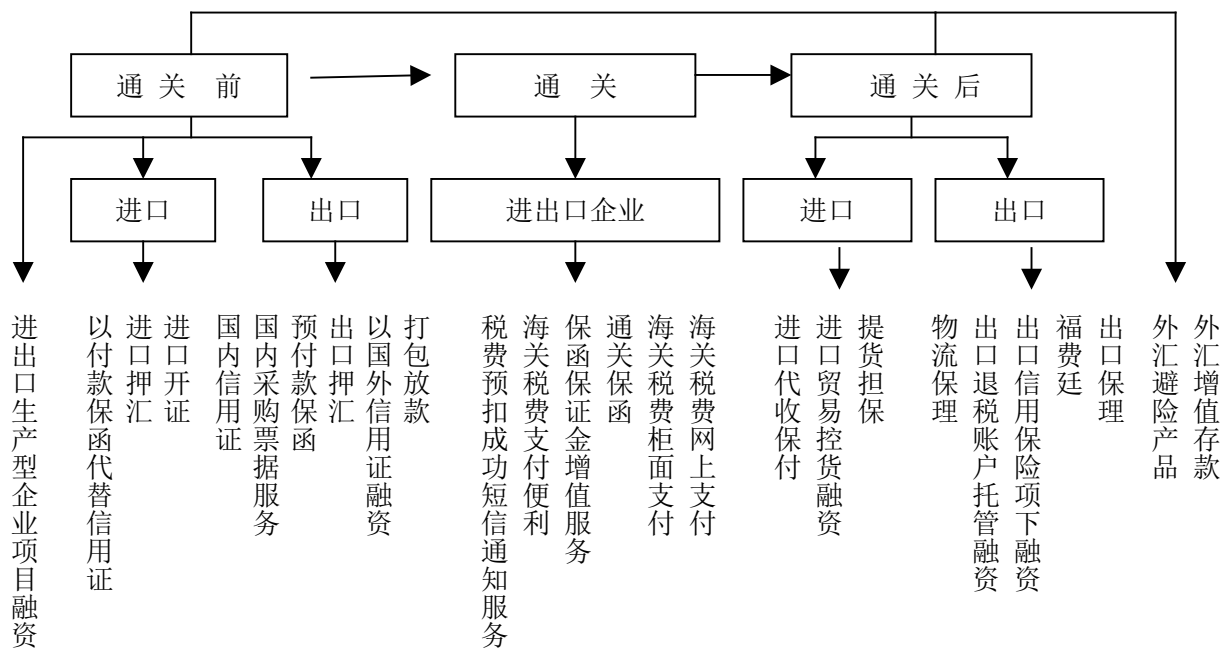 通关前
通关
通关后
进口
出口
进出口企业
进口
出口
进出口生产型企业项目融资
以付款保函代替信用证
进口押汇
进口开证
国内信用证
国内采购票据服务
预付款保函
出口押汇
以国外信用证融资
打包放款
税费预扣成功短信通知服务
海关税费支付便利
保函保证金增值服务
通关保函
海关税费柜面支付
海关税费网上支付
进口代收保付
进口贸易控货融资
提货担保
物流保理
出口退税账户托管融资
出口信用保险项下融资
福费廷
出口保理
外汇避险产品
外汇增值存款